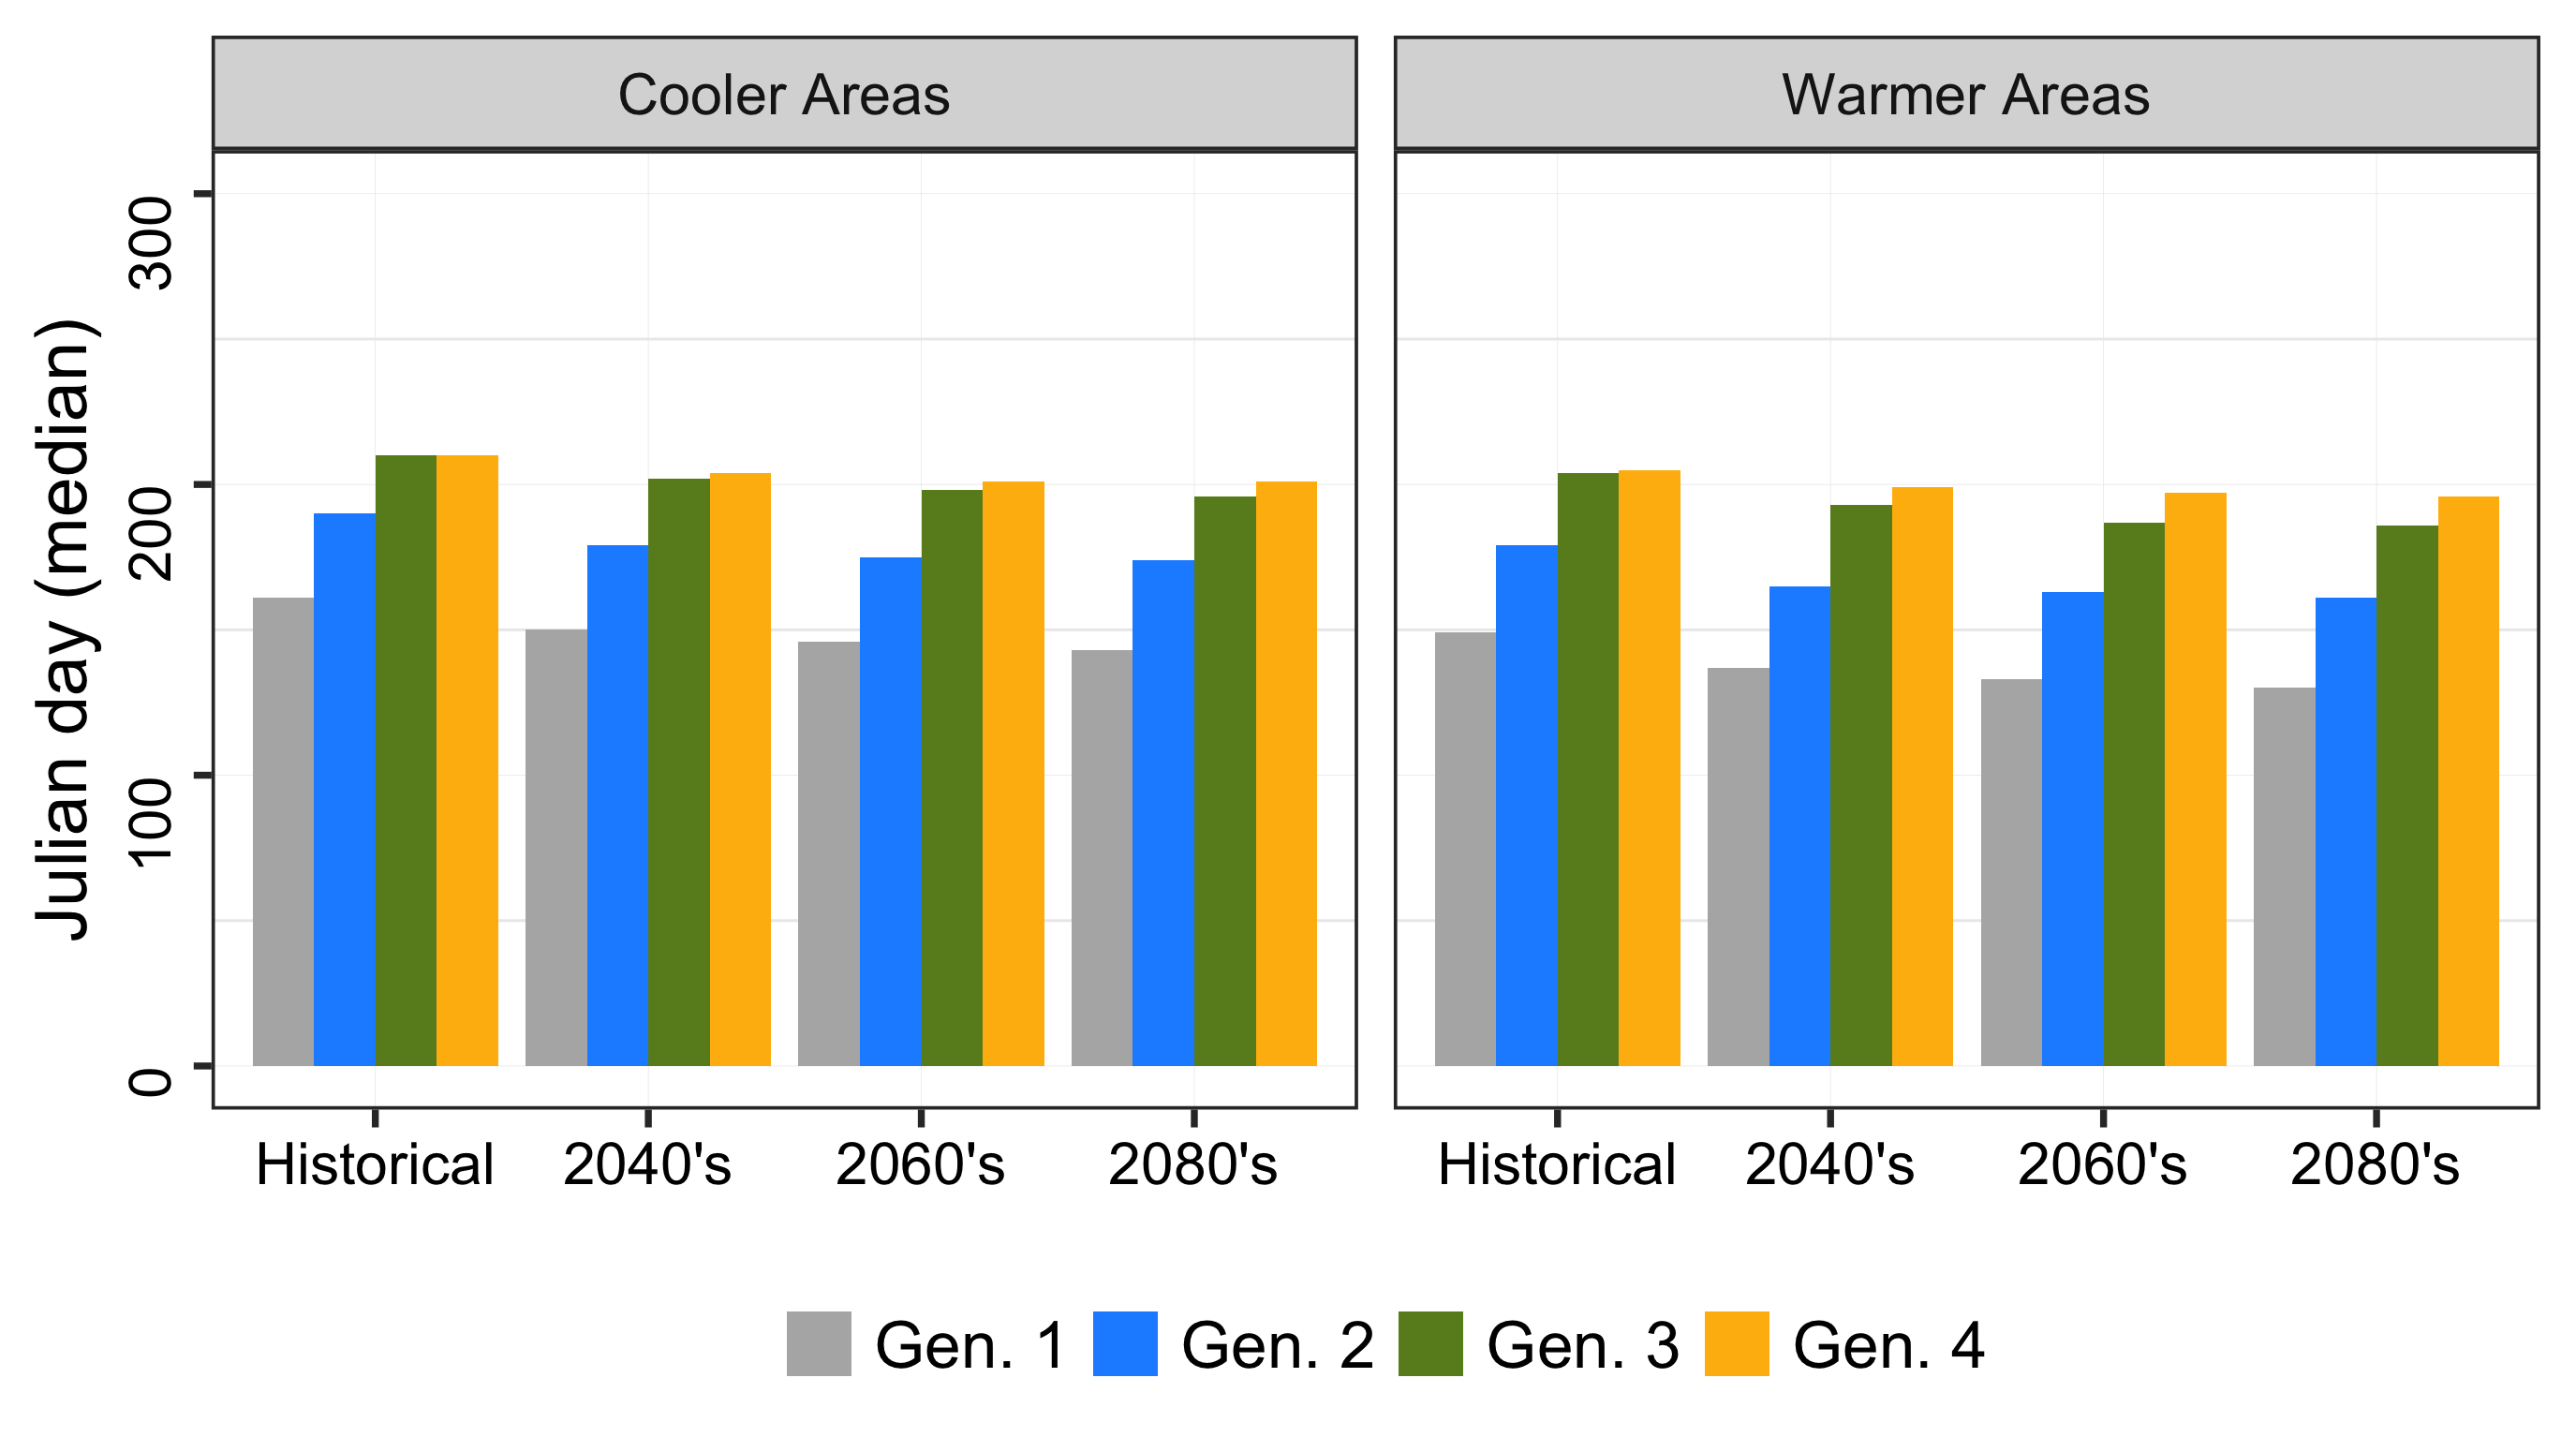 Cooler Areas
Warmer Areas
Julian day (median)
300
200
100
0
Historical 2040's 2060's 2080's
Historical 2040's 2060's 2080's
Gen. 1 Gen. 2 Gen. 3 Gen. 4